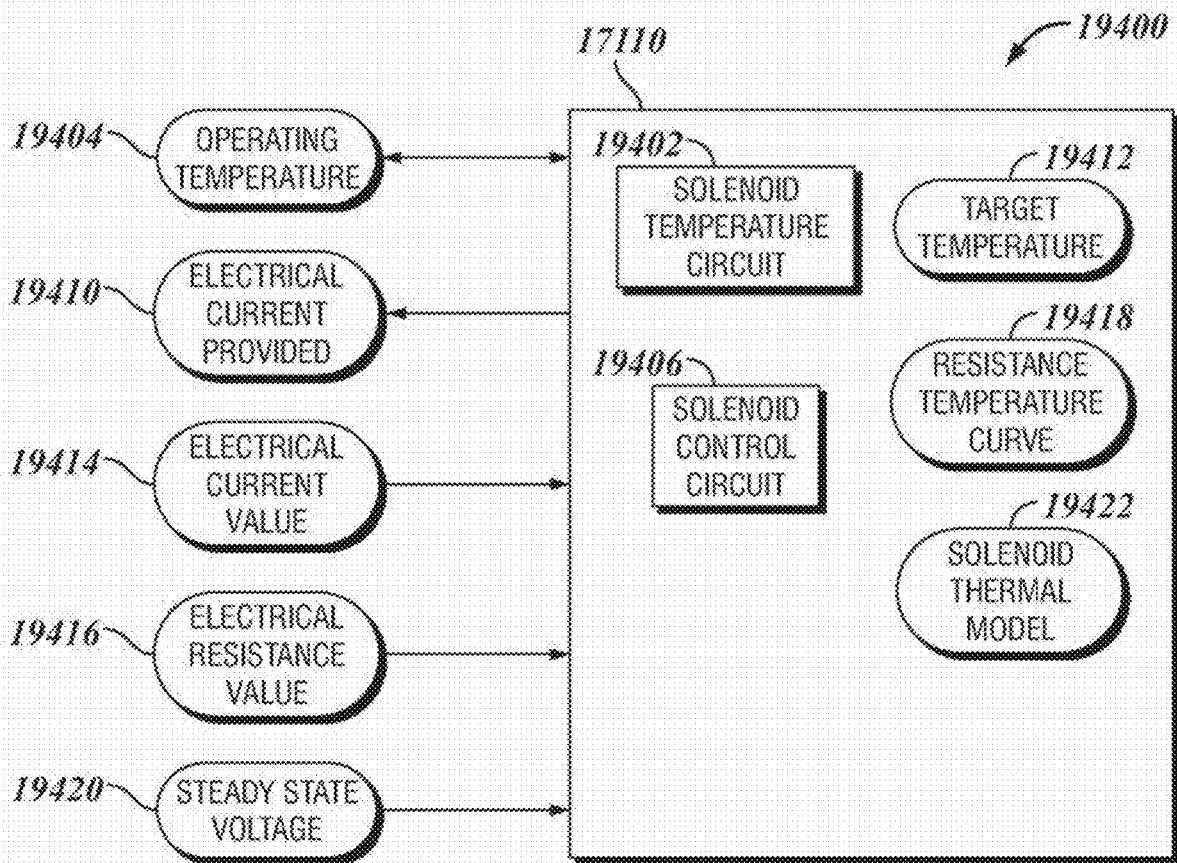 19400
17110
19404
OPERATING
TEMPERATURE
19402
SOLENOID
TEMPERATURE
CIRCUIT
19412
TARGET
TEMPERATURE
19410
ELECTRICAL
CURRENT
PROVIDED
19418
RESISTANCE
TEMPERATURE
CURVE
19406
SOLENOID
CONTROL
CIRCUIT
19414
ELECTRICAL
CURRENT
VALUE
19422
SOLENOID
THERMAL
MODEL
19416
ELECTRICAL
RESISTANCE
VALUE
19420
STEADY STATE
VOLTAGE